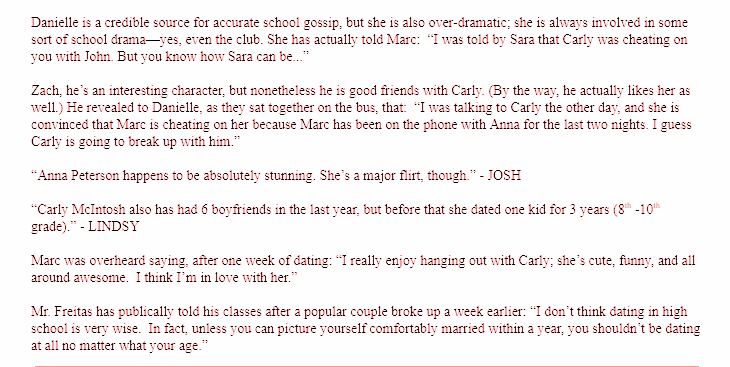 Danielle is a credible source for accurate school gossip, but she is also over-dramatic; she is always involved in some
sort of school drama—yes, even the club. She has actually told Marc:  “I was told by Sara that Carly was cheating on
you with John. But you know how Sara can be...”
Zach, he’s an interesting character, but nonetheless he is good friends with Carly. (By the way, he actually likes her as
well.) He revealed to Danielle, as they sat together on the bus, that:  “I was talking to Carly the other day, and she is
convinced that Marc is cheating on her because Marc has been on the phone with Anna for the last two nights. I guess
Carly is going to break up with him.”
“Anna Peterson happens to be absolutely stunning. She’s a major flirt, though.” - JOSH
“Carly McIntosh also has had 6 boyfriends in the last year, but before that she dated one kid for 3 years (8th -10th
grade).” - LINDSY
Marc was overheard saying, after one week of dating: “I really enjoy hanging out with Carly; she’s cute, funny, and all
around awesome.  I think I’m in love with her.”
Mr. Freitas has publically told his classes after a popular couple broke up a week earlier: “I don’t think dating in high
school is very wise.  In fact, unless you can picture yourself comfortably married within a year, you shouldn’t be dating
at all no matter what your age.”